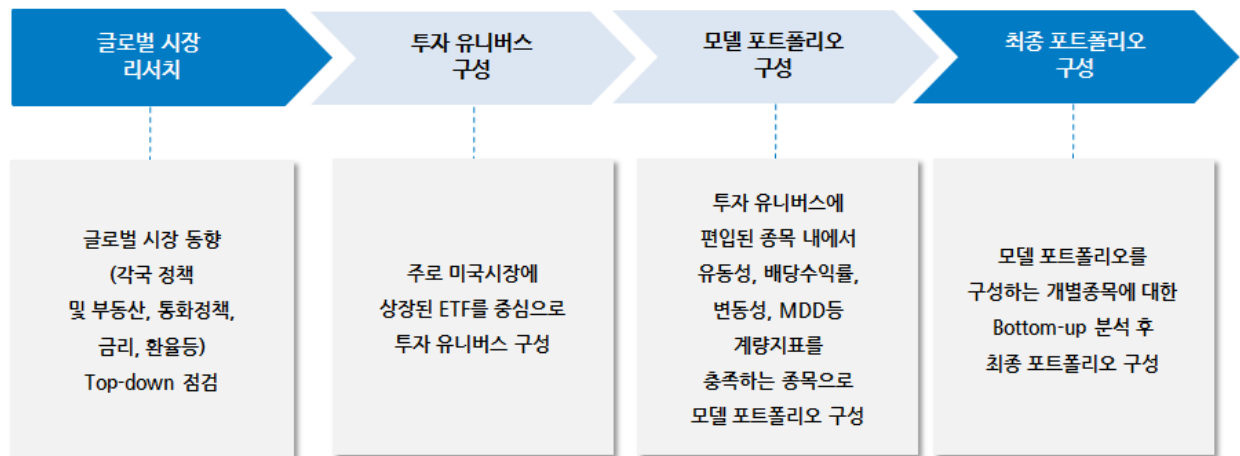 글로벌 시장
리서치
투자 유니버스
구성
모델 포트폴리오
구성
최종 포트폴리오
구성
글로벌 시장 동향
(각국 정책
및 부동산, 통화정책,
금리, 환율등)
Top-down 점검
주로 미국시장에
상장된 ETF를 중심으로
투자 유니버스 구성
투자 유니버스에
편입된 종목 내에서
유동성, 배당수익률,
변동성, MDD등
계량지표를
충족하는 종목으로
모델 포트폴리오 구성
모델 포트폴리오를
구성하는 개별종목에 대한
Bottom-up 분석 후
최종 포트폴리오 구성